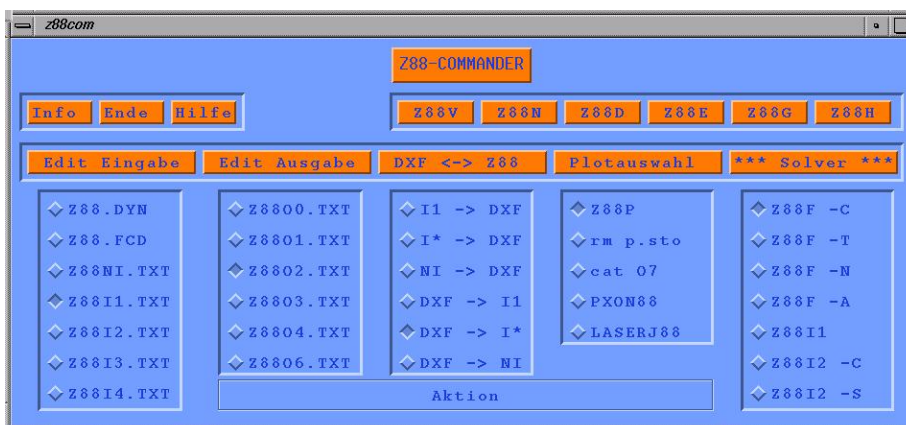 z88com
Z88-COMMANDER
Info Ende Hilfe Z88V Z88N Z88D Z88E Z88G Z88H
Edit Eingabe Edit Ausgabe DXF <-> Z88 Plotauswahl *** Solver ***
Z88.DYN Z88O0.TXT I1 -> DXF Z88P Z88F -C
Z88.FCD Z88O1.TXT I* -> DXF rm p.sto Z88F -T
Z88NI.TXT Z88O2.TXT NI -> DXF cat O7 Z88F -N
Z88I1.TXT Z88O3.TXT DXF -> I1 PXON88 Z88F -A
Z88I2.TXT Z88O4.TXT DXF -> I* LASERJ88 Z88I1
Z88I3.TXT Z88O6.TXT DXF -> NI Z88I2 -C
Z88I4.TXT Aktion Z88I2 -S